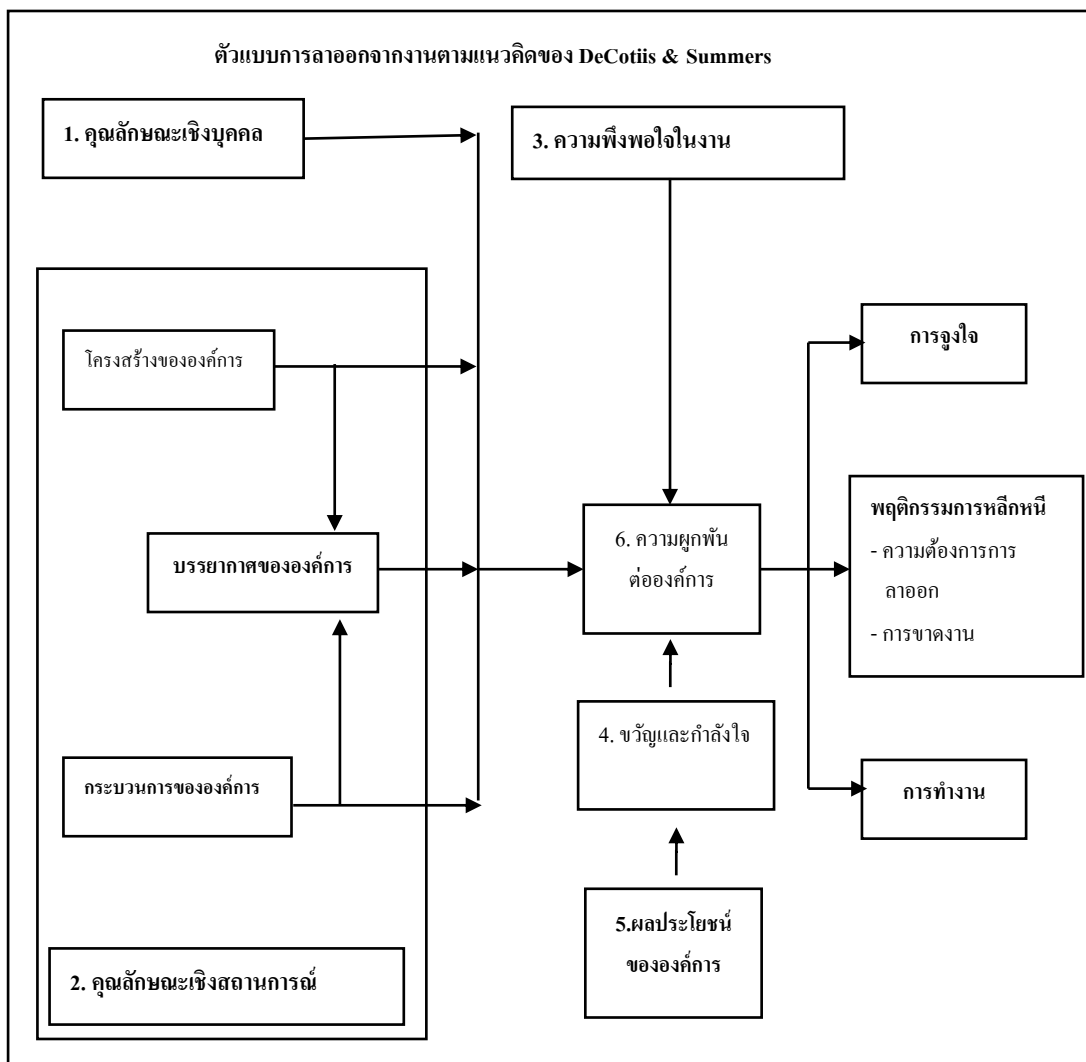 ตัวแบบการลาออกจากงานตามแนวคิดของ DeCotiis & Summers
1. คุณลักษณะเชิงบุคคล
3. ความพึงพอใจในงาน
โครงสร้างขององค์การ
การจูงใจ
บรรยากาศขององค์การ
6. ความผูกพัน
ต่อองค์การ
พฤติกรรมการหลีกหนี
- ความต้องการการ
ลาออก
- การขาดงาน
กระบวนการขององค์การ
4. ขวัญและกำลังใจ
การทำงาน
5.ผลประโยชน์
ขององค์การ
2. คุณลักษณะเชิงสถานการณ์